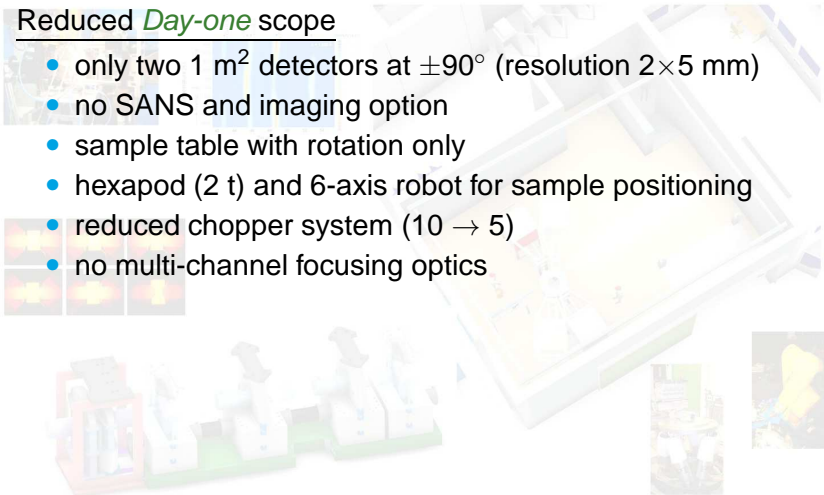 Reduced Day-one scope
• only two 1 m² detectors at ±90° (resolution 2×5 mm)
• no SANS and imaging option
• sample table with rotation only
• hexapod (2 t) and 6-axis robot for sample positioning
• reduced chopper system (10 → 5)
• no multi-channel focusing optics